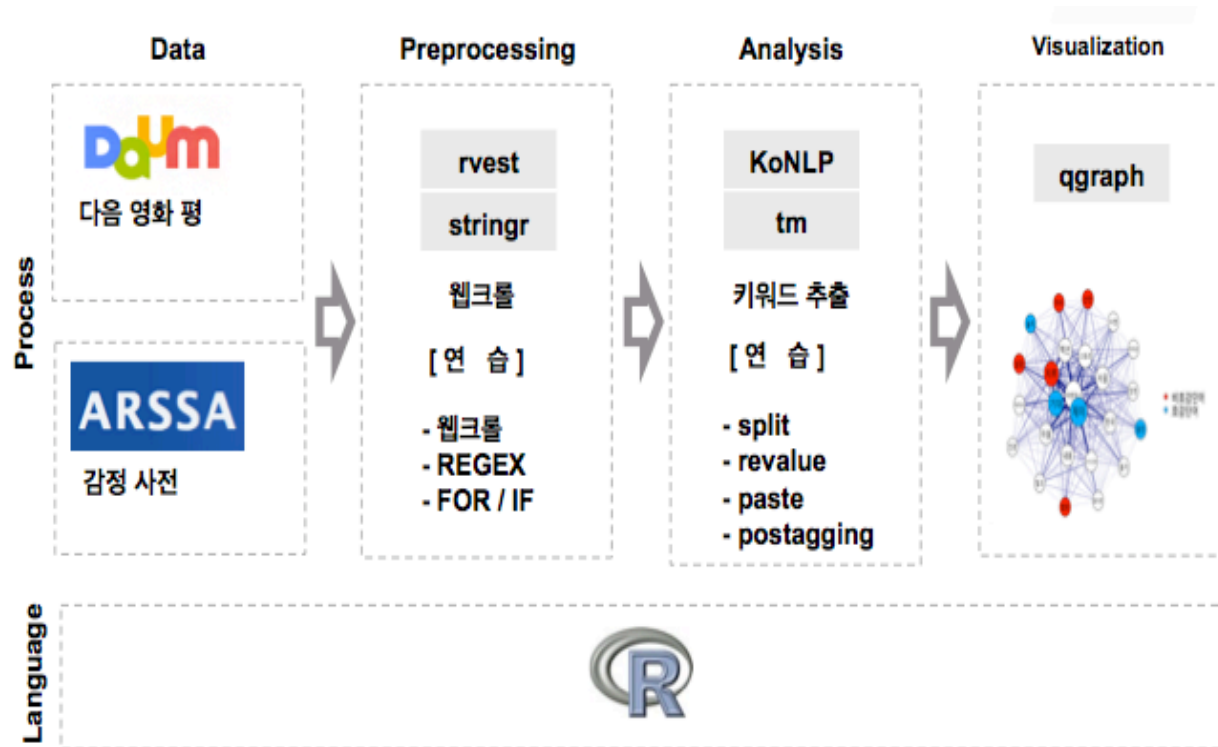 Data
Preprocessing
Analysis
Visualization
Process
Daum
다음 영화 평
ARSSA
감정 사전
rvest
stringr
웹크롤
[ 연 습 ]
- 웹크롤
- REGEX
- FOR / IF
KoNLP
tm
키워드 추출
[ 연 습 ]
- split
- revalue
- paste
- postagging
qgraph
Language
R